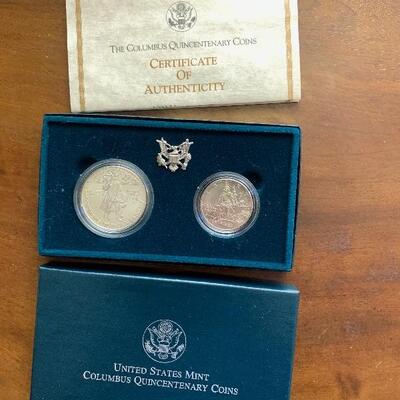 THE COLUMBUS QUINCENTENARY COINS
CERTIFICATE
OF
AUTHENTICITY
UNITED STATES MINT
COLUMBUS QUINCENTENARY COINS